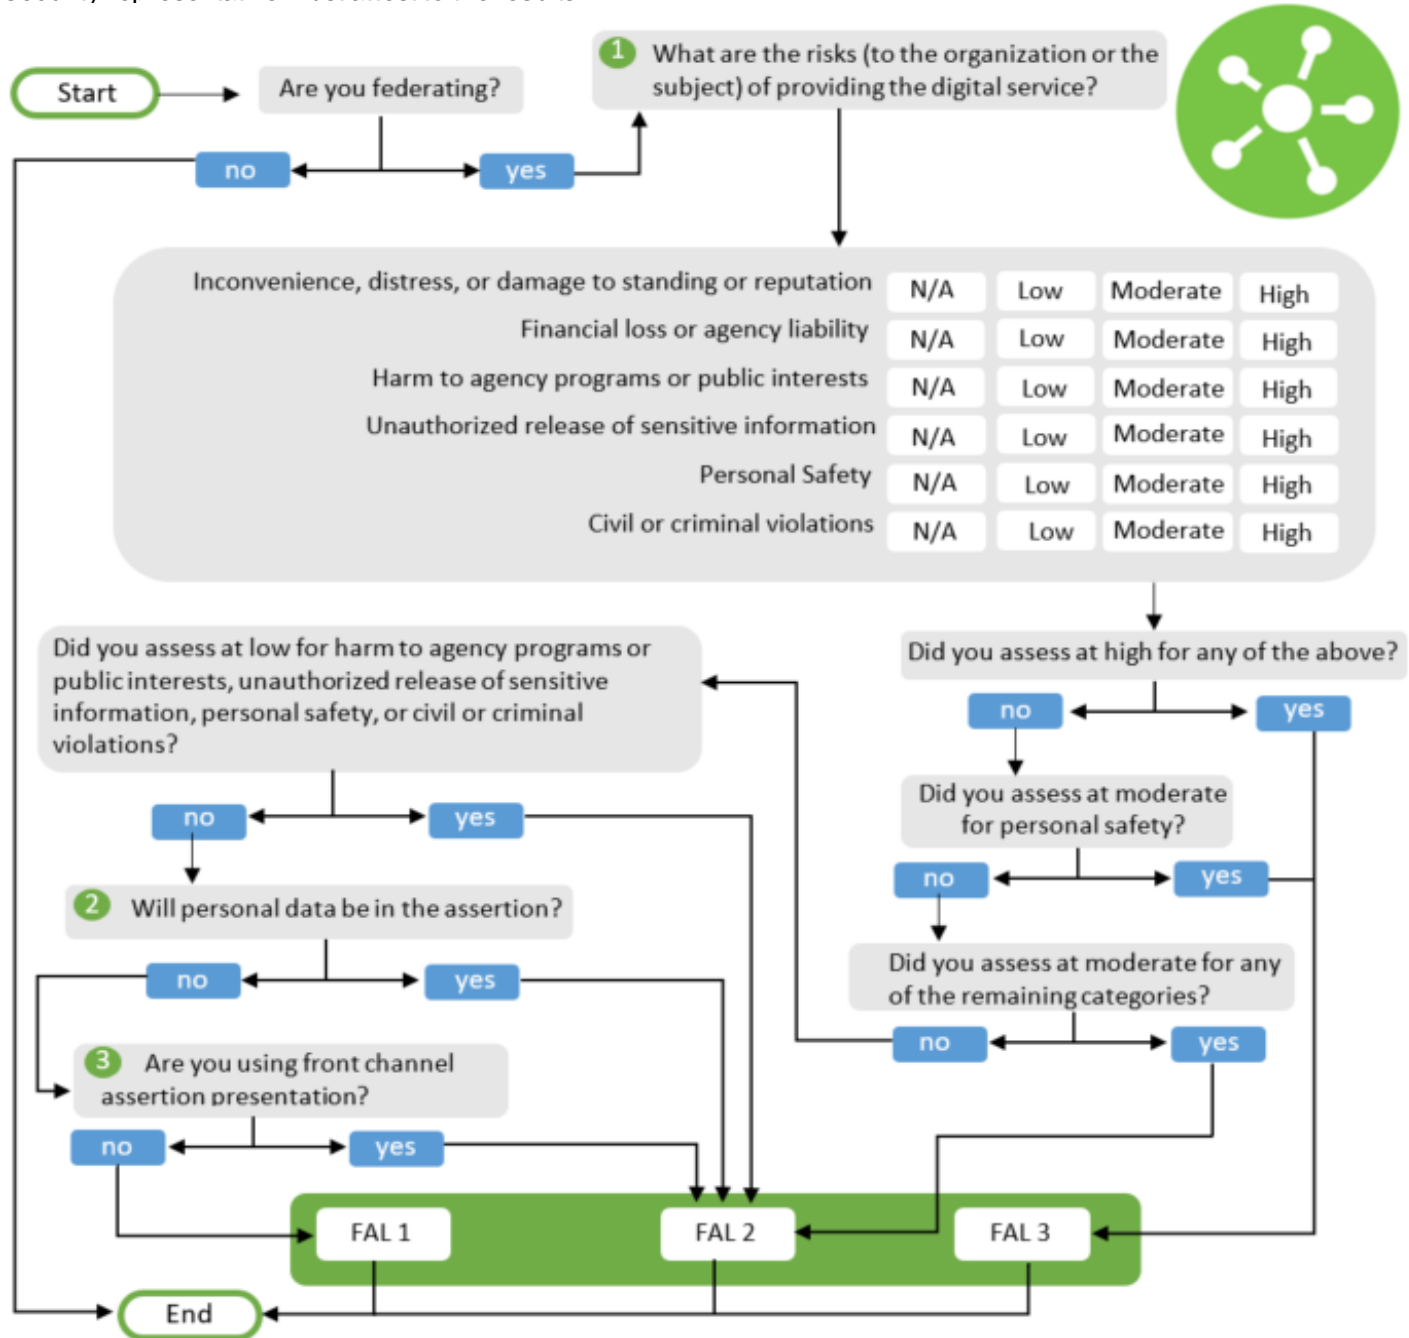 Start
Are you federating?
no
yes
1 What are the risks (to the organization or the
subject) of providing the digital service?
Inconvenience, distress, or damage to standing or reputation N/A Low Moderate High
Financial loss or agency liability N/A Low Moderate High
Harm to agency programs or public interests N/A Low Moderate High
Unauthorized release of sensitive information N/A Low Moderate High
Personal Safety N/A Low Moderate High
Civil or criminal violations N/A Low Moderate High
Did you assess at high for any of the above?
no
yes
Did you assess at moderate
for personal safety?
no
yes
Did you assess at moderate for any
of the remaining categories?
no
yes
Did you assess at low for harm to agency programs or
public interests, unauthorized release of sensitive
information, personal safety, or civil or criminal
violations?
no
yes
2 Will personal data be in the assertion?
no
yes
3 Are you using front channel
assertion presentation?
no
yes
FAL 1
FAL 2
FAL 3
End